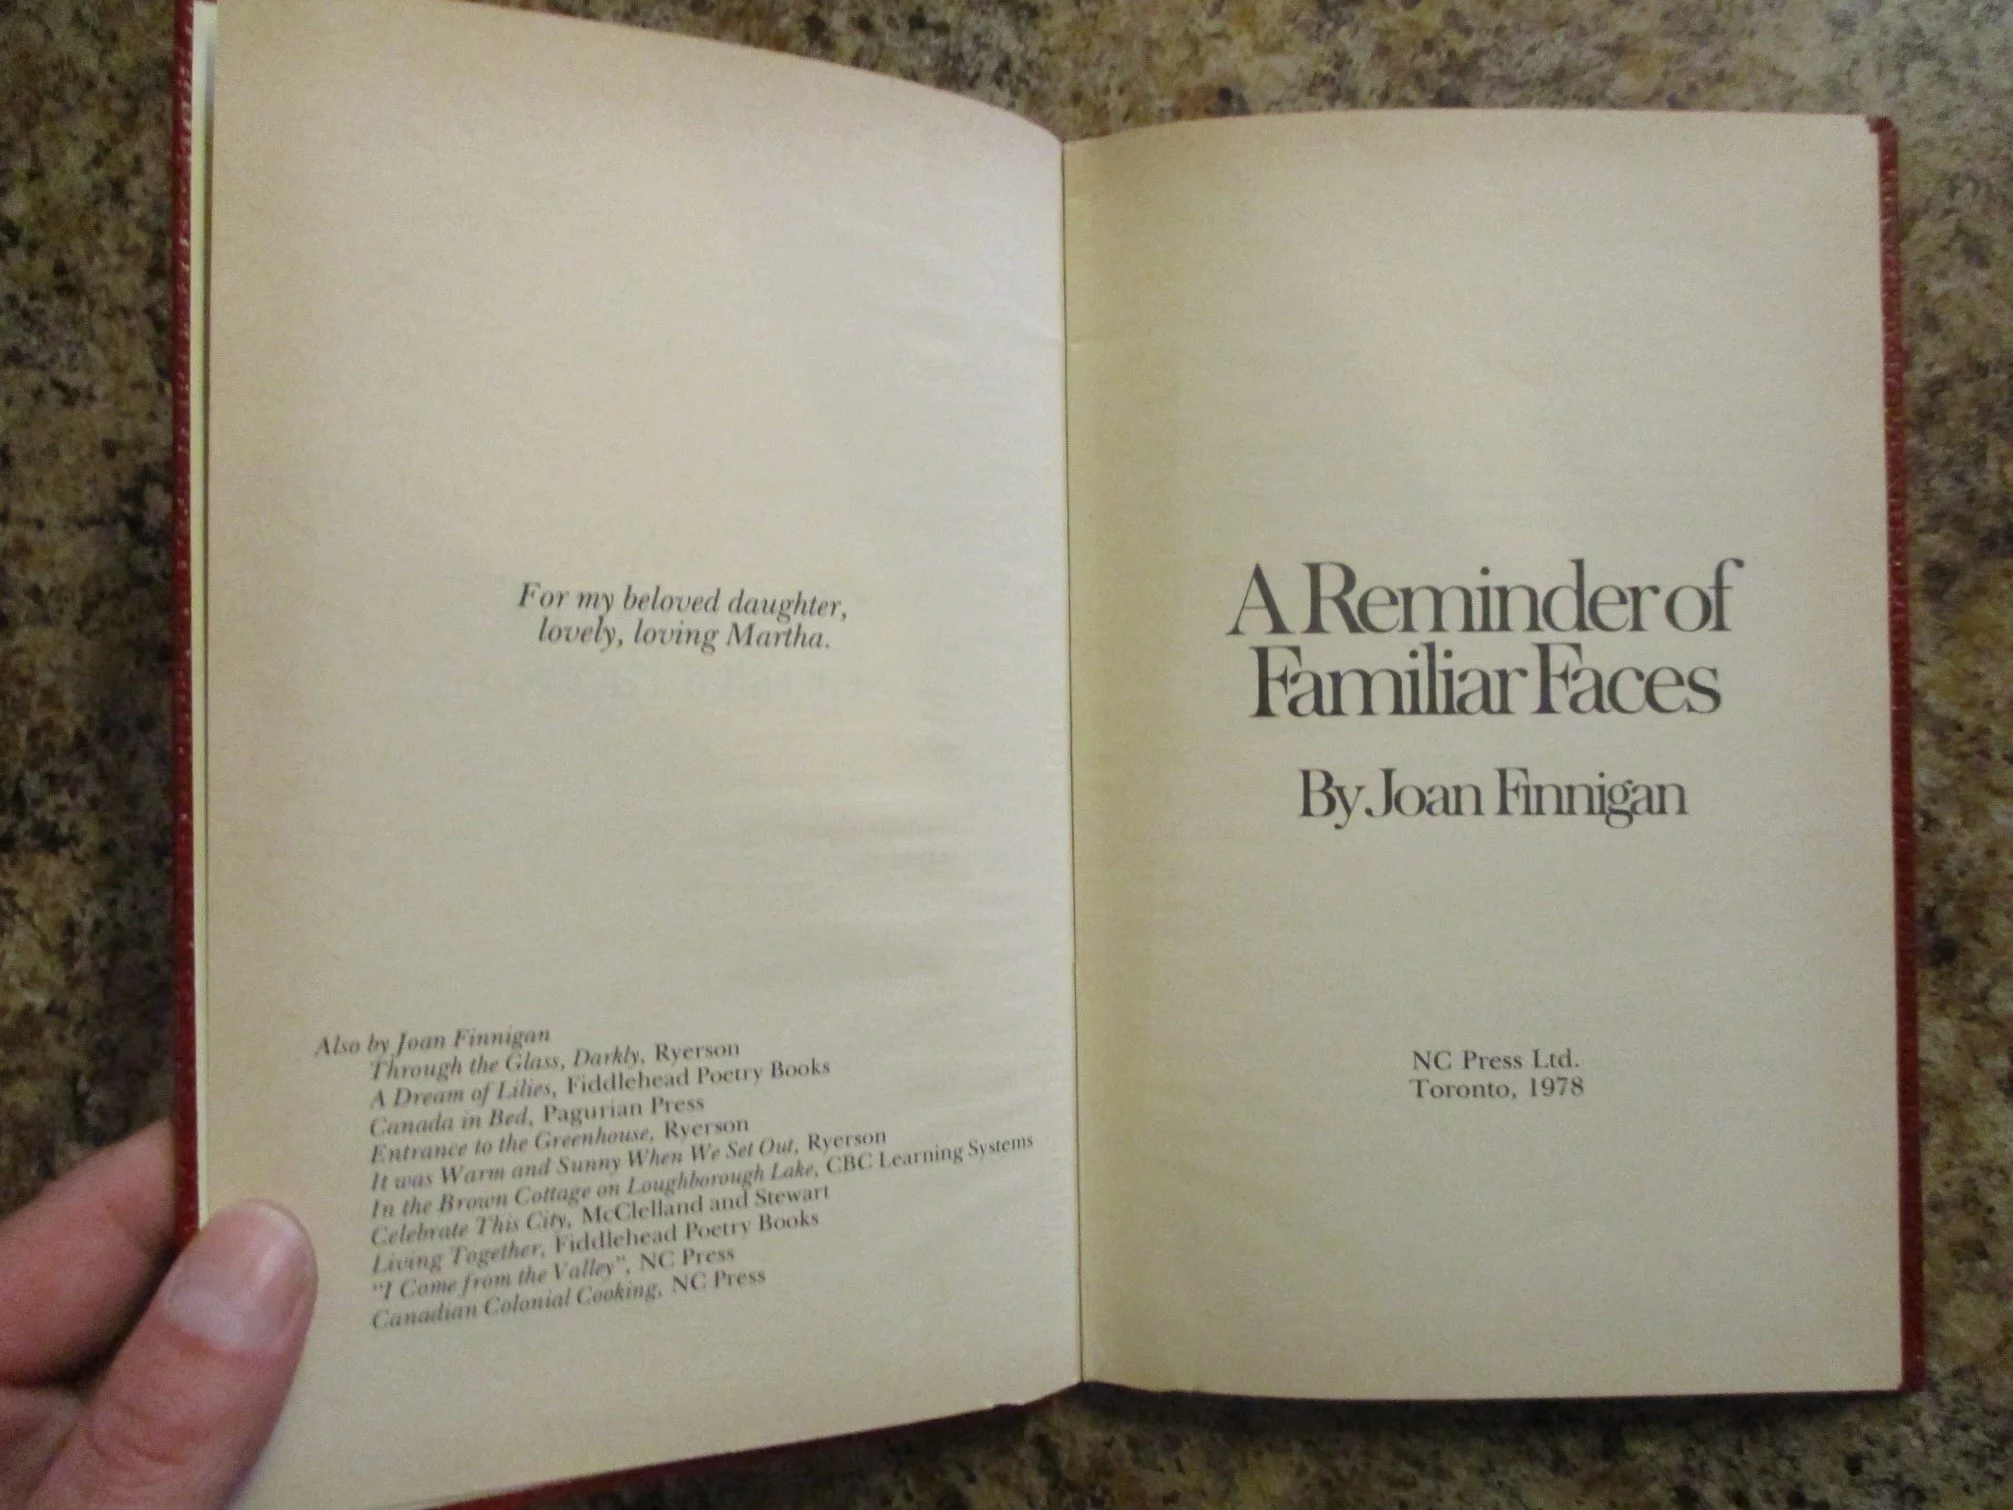 For my beloved daughter,
lovely, loving Martha.
Also by Joan Finnigan
Through the Glass, Darkly, Ryerson
A Dream of Lilies, Fiddlehead Poetry Books
Canada in Bed, Pagurian Press
Entrance to the Greenhouse, Ryerson
It was Warm and Sunny When We Set Out, Ryerson
In the Brown Cottage on Loughborough Lake, CBC Learning Systems
Celebrate This City, McClelland and Stewart
Living Together, Fiddlehead Poetry Books
"I Come from the Valley", NC Press
Canadian Colonial Cooking, NC Press
A Reminder of
Familiar Faces
By Joan Finnigan
NC Press Ltd.
Toronto, 1978